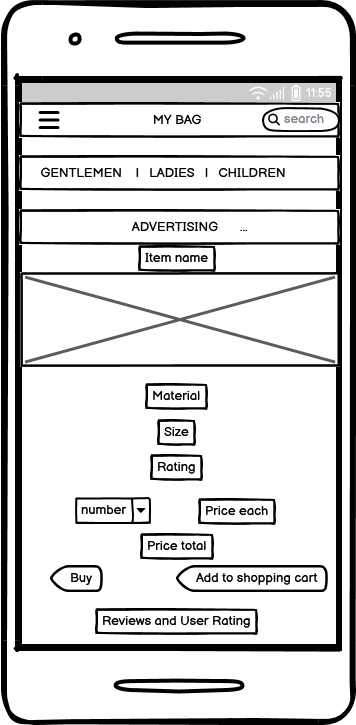 11:55
MY BAG search
GENTLEMEN | LADIES | CHILDREN
ADVERTISING ...
Item name
Material
Size
Rating
number Price each
Price total
Buy Add to shopping cart
Reviews and User Rating